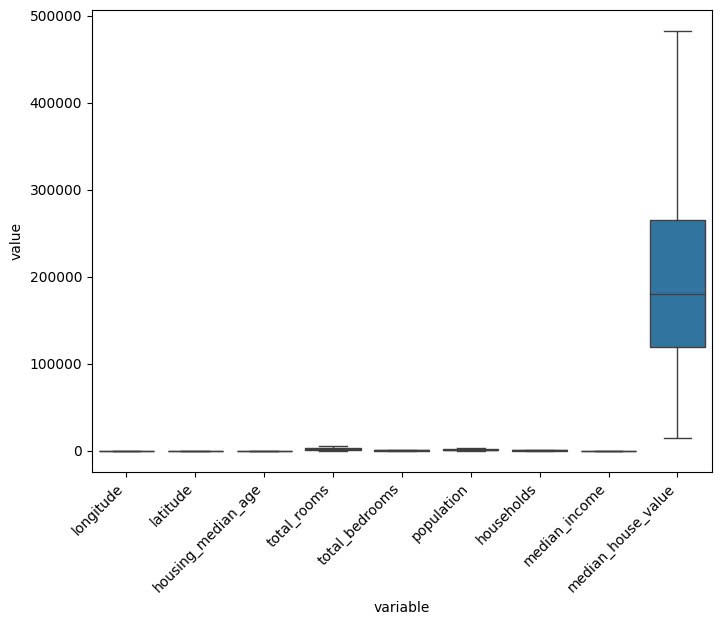 500000
400000
300000
200000
100000
0
value
longitude
latitude
housing_median_age
total_rooms
total_bedrooms
population
households
median_income
median_house_value
variable